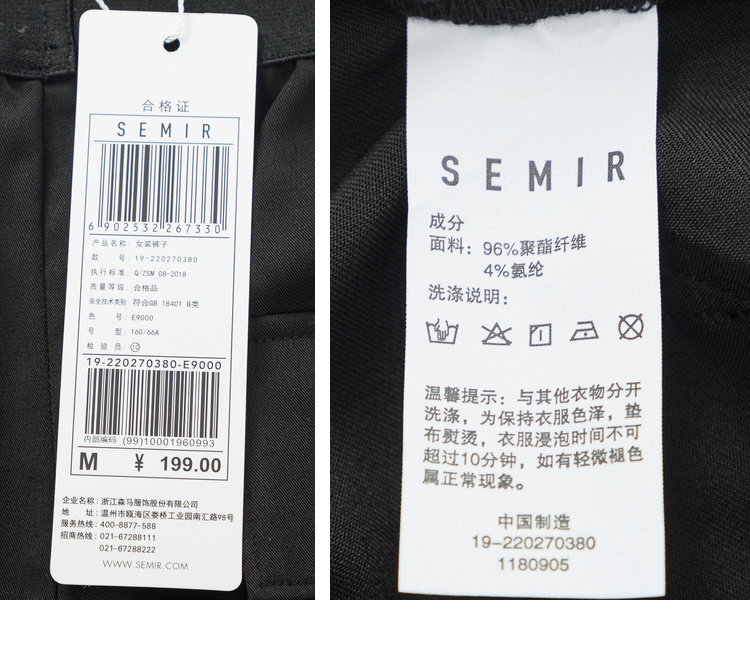 合格证
SEMIR
6 902532 267330
产品名称: 女装裤子
款 号: 19-220270380
执行标准: Q/ZSM 08-2018
质量等级: 合格品
安全技术类别 符合GB 18401 B类
色 号: E9000
号 型: 160/66A
检 验 员: 10
19-220270380-E9000
内部编码 (99)10001960993
M ¥ 199.00
企业名称: 浙江森马服饰股份有限公司
地 址: 温州市瓯海区娄桥工业园南汇路98号
服务热线: 400-8877-588
招商热线: 021-67288111
021-67288222
WWW.SEMIR.COM
SEMIR
成分
面料: 96%聚酯纤维
4%氨纶
洗涤说明:
温馨提示: 与其他衣物分开
洗涤，为保持衣服色泽，垫
布熨烫，衣服浸泡时间不可
超过10分钟，如有轻微褪色
属正常现象。
中国制造
19-220270380
1180905